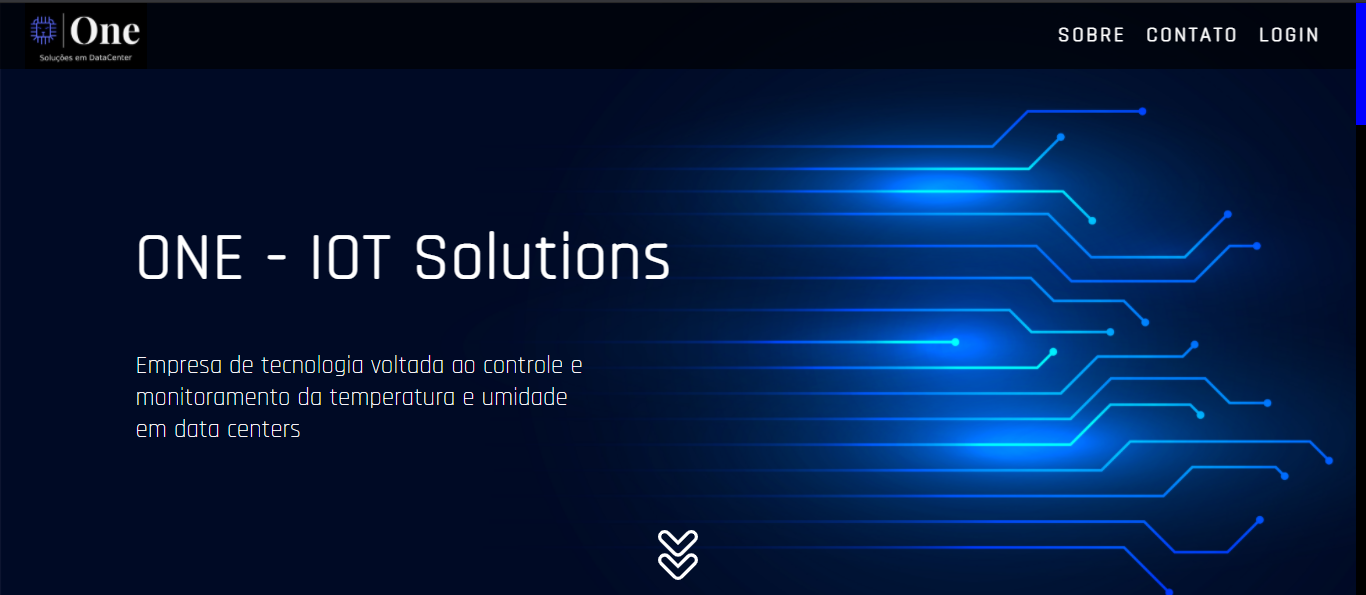 One
Soluções em DataCenter
SOBRE CONTATO LOGIN
ONE - IOT Solutions
Empresa de tecnologia voltada ao controle e
monitoramento da temperatura e umidade
em data centers